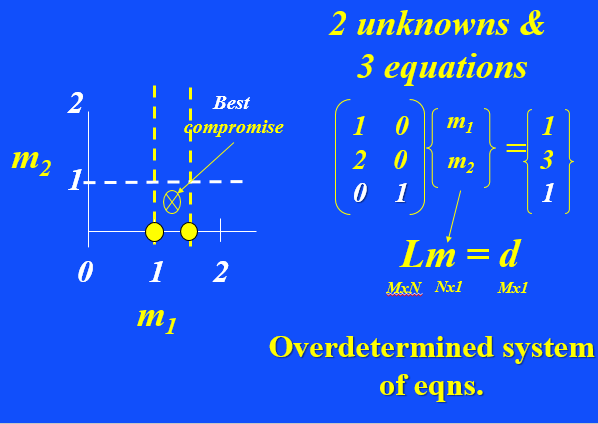 2 unknowns &
3 equations
2
Best
compromise
m2
1
0 1 2
m1
1 0 m1 = 1
2 0 m2 3
0 1 1
Lm = d
MxN Nx1 Mx1
Overdetermined system
of eqns.